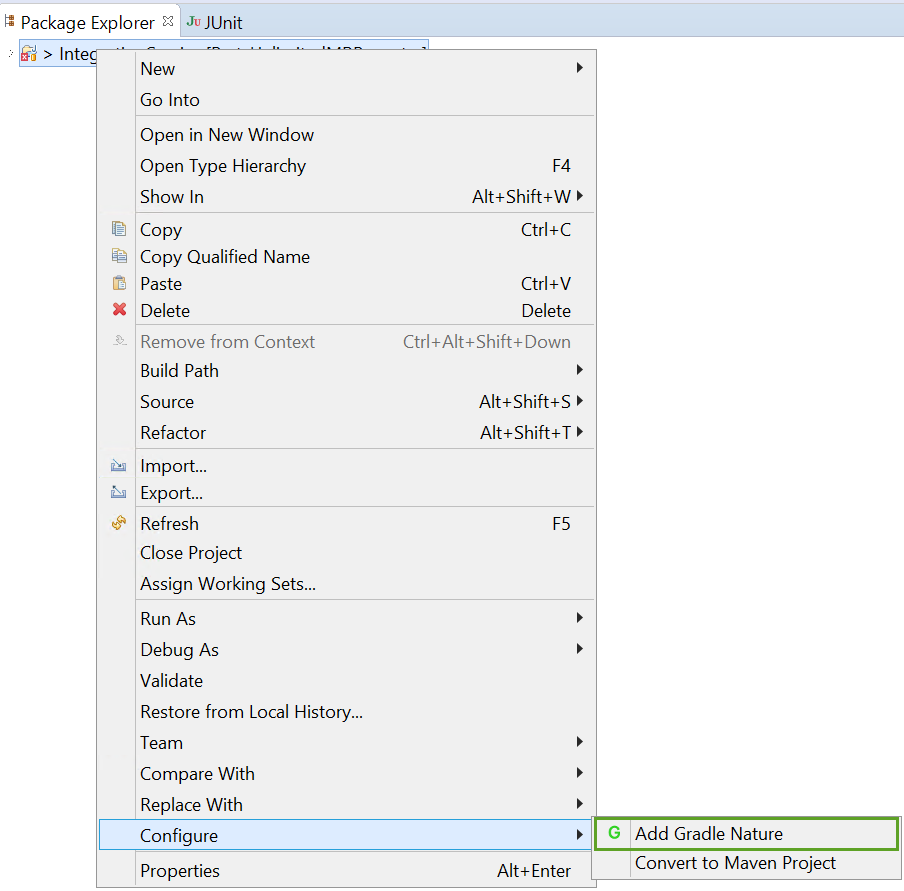 Package Explorer JUnit
>
New
Go Into
Open in New Window
Open Type Hierarchy F4
Show In Alt+Shift+W
Copy Ctrl+C
Copy Qualified Name
Paste Ctrl+V
Delete Delete
Remove from Context Ctrl+Alt+Shift+Down
Build Path
Source Alt+Shift+S
Refactor Alt+Shift+T
Import...
Export...
Refresh F5
Close Project
Assign Working Sets...
Run As
Debug As
Validate
Restore from Local History...
Team
Compare With
Replace With
Configure
G Add Gradle Nature
Convert to Maven Project
Properties Alt+Enter